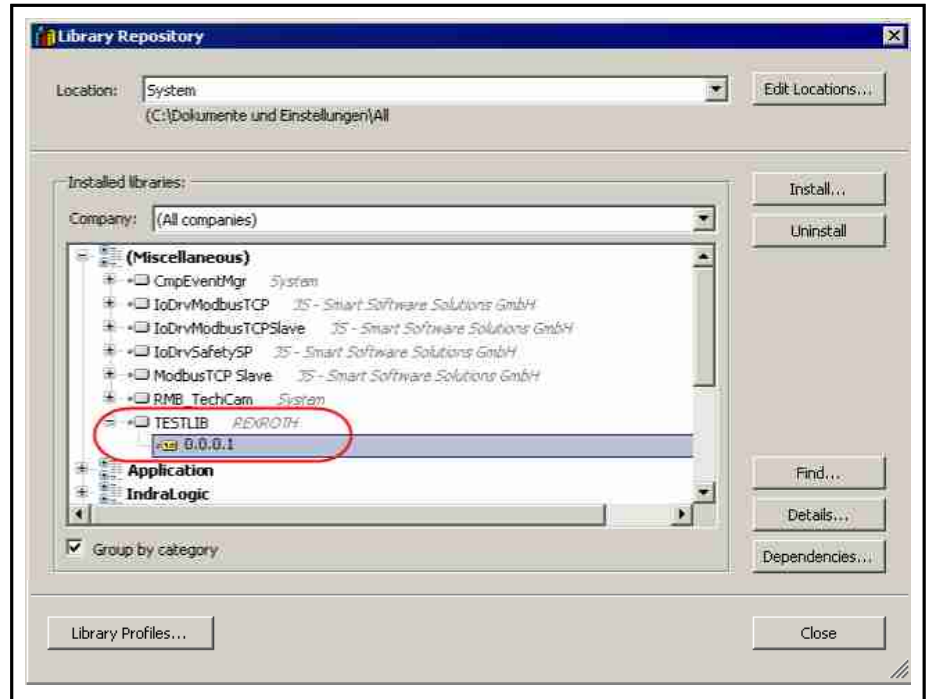 Library Repository
Location: System Edit Locations...
(C:\Dokumente und Einstellungen\All
Installed libraries:
Install...
Company: (All companies)
Uninstall
(Miscellaneous)
CmpEventMgr System
IoDrvModbusTCP 3S - Smart Software Solutions GmbH
IoDrvModbusTCPSlave 3S - Smart Software Solutions GmbH
IoDrvSafetySP 3S - Smart Software Solutions GmbH
ModbusTCP Slave 3S - Smart Software Solutions GmbH
RMB_TechCam System
TESTLIB REXROTH
0.0.0.1
Application
Find...
IndraLogic
Details...
Group by category
Dependencies...
Library Profiles... Close